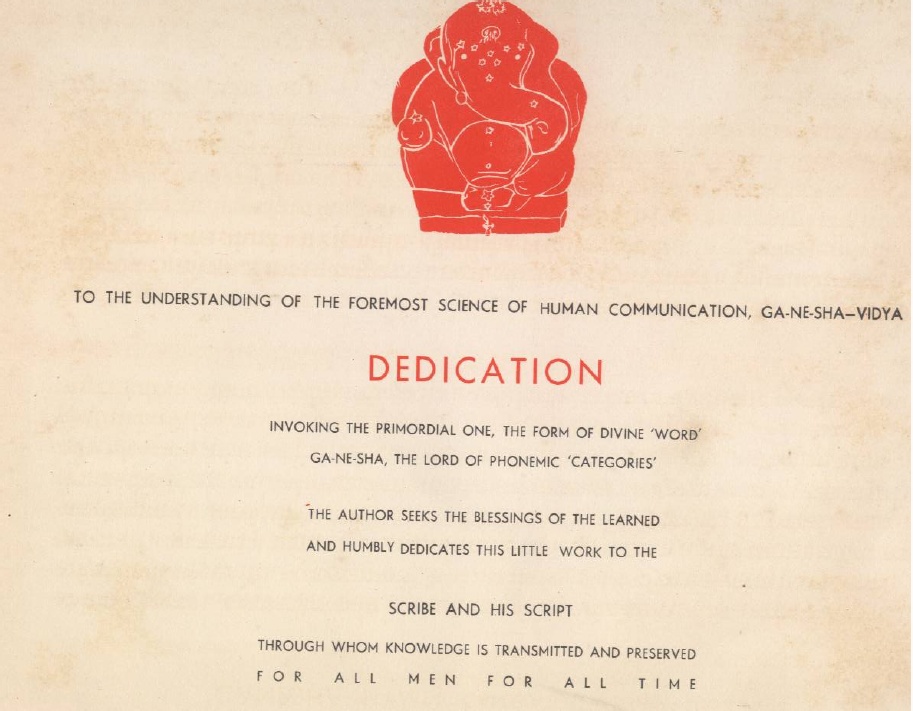 TO THE UNDERSTANDING OF THE FOREMOST SCIENCE OF HUMAN COMMUNICATION, GA-NE-SHA–VIDYA
DEDICATION
INVOKING THE PRIMORDIAL ONE, THE FORM OF DIVINE ‘WORD’
GA-NE-SHA, THE LORD OF PHONEMIC ‘CATEGORIES’
THE AUTHOR SEEKS THE BLESSINGS OF THE LEARNED
AND HUMBLY DEDICATES THIS LITTLE WORK TO THE
SCRIBE AND HIS SCRIPT
THROUGH WHOM KNOWLEDGE IS TRANSMITTED AND PRESERVED
FOR ALL MEN FOR ALL TIME